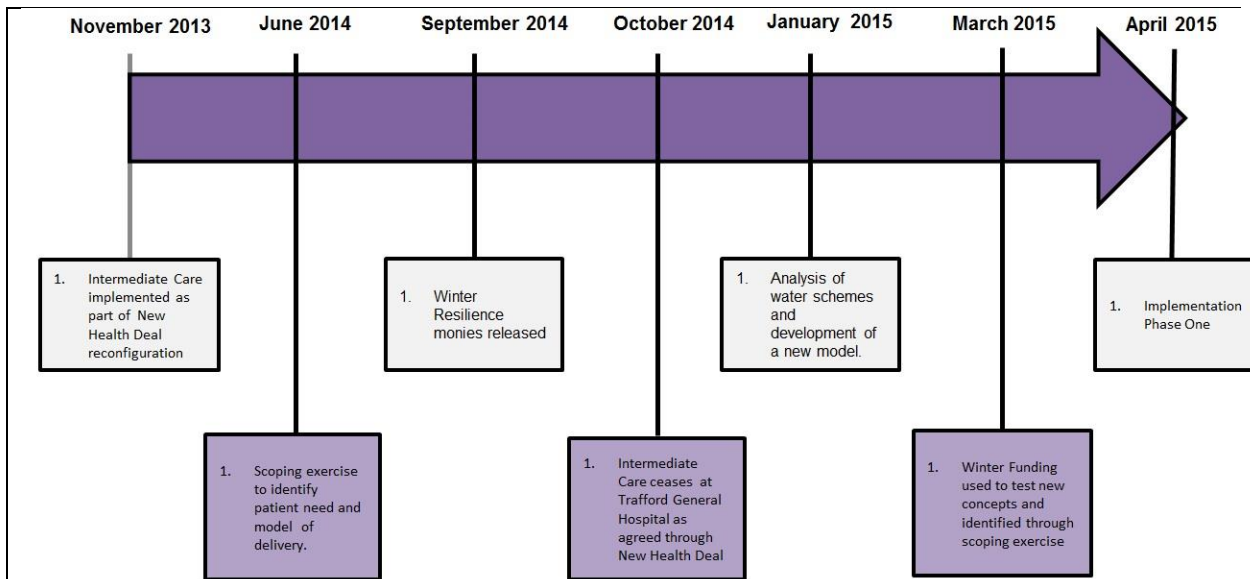 November 2013
June 2014
September 2014
October 2014
January 2015
March 2015
April 2015
1. Intermediate Care
implemented as
part of New
Health Deal
reconfiguration
1. Winter
Resilience
monies released
1. Analysis of
water schemes
and
development of
a new model.
1. Implementation
Phase One
1. Scoping exercise
to identify
patient need and
model of
delivery.
1. Intermediate
Care ceases at
Trafford General
Hospital as
agreed through
New Health Deal
1. Winter Funding
used to test new
concepts and
identified through
scoping exercise